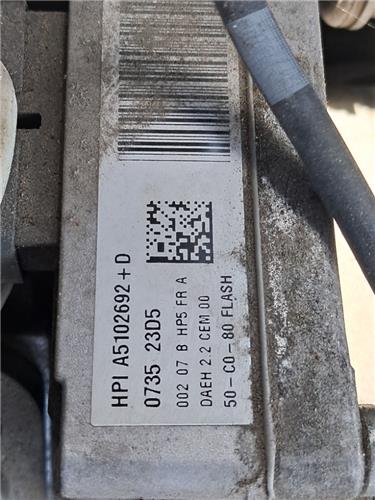 HPI A5102692+D
0735 23D5
002 07 B HP5 FR A
DAEH 2.2 CEM 00
50-C0-80 FLASH